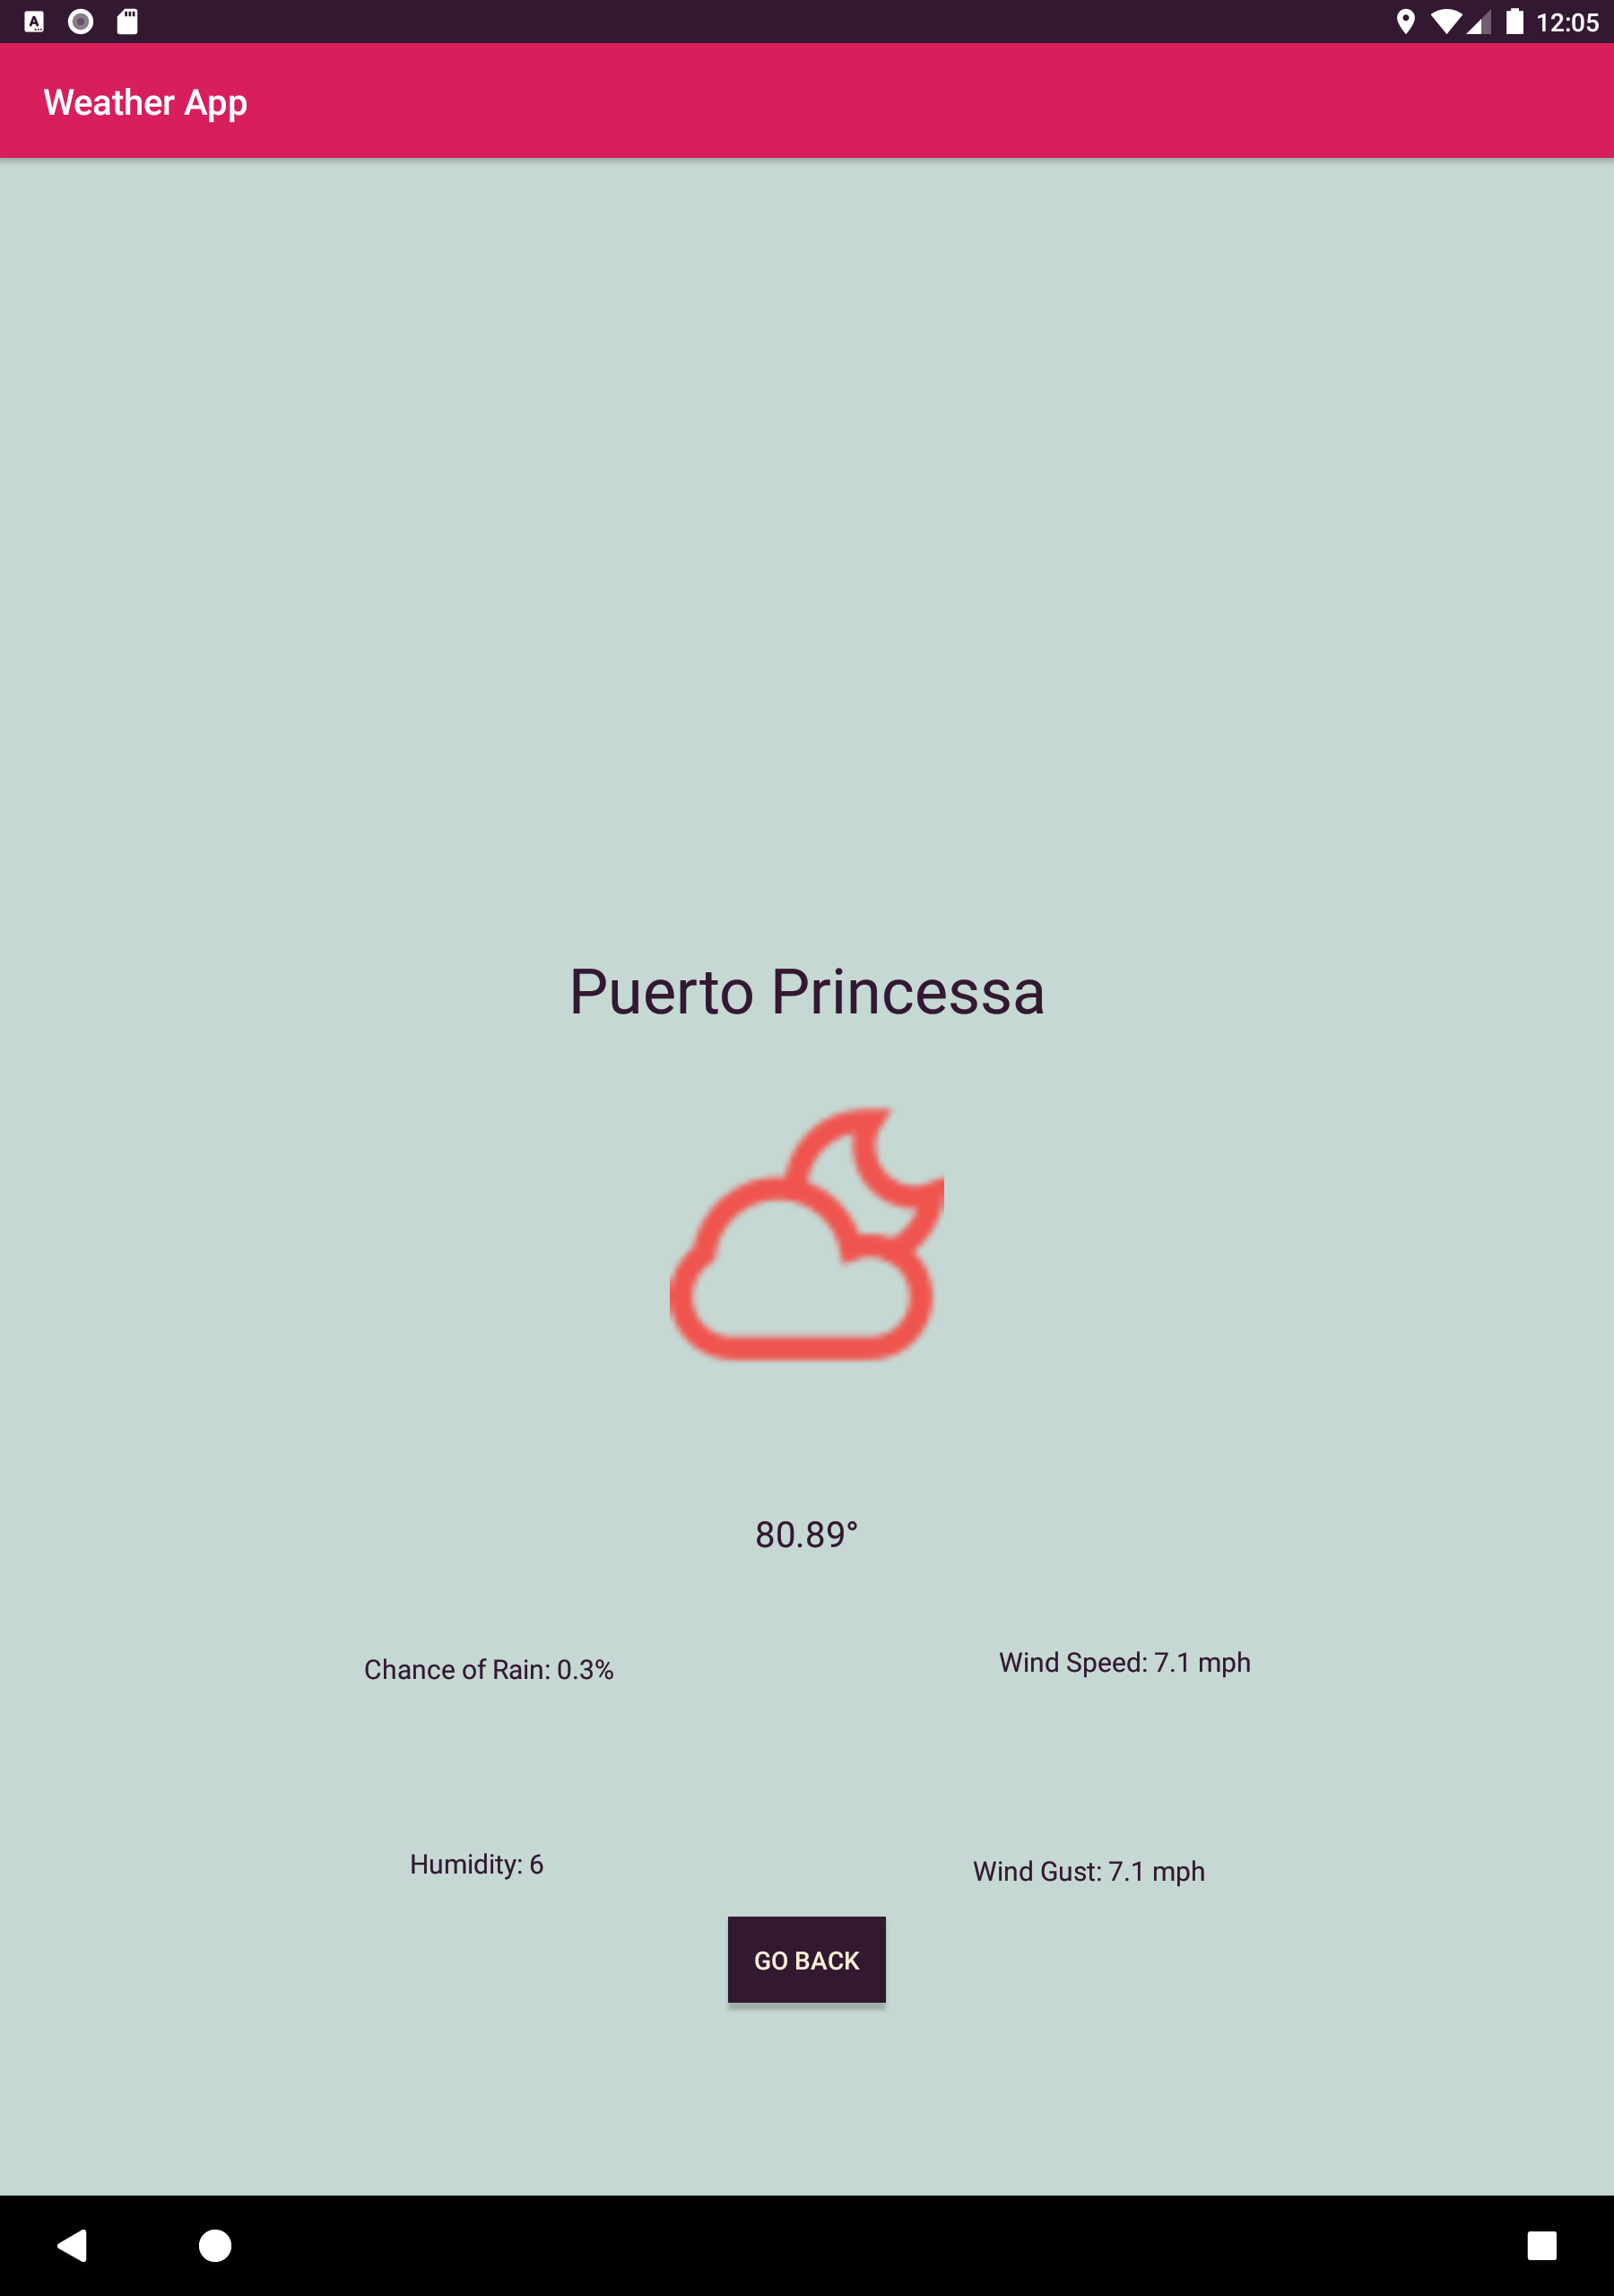 12:05
Weather App
Puerto Princessa
80.89°
Chance of Rain: 0.3%
Wind Speed: 7.1 mph
Humidity: 6
Wind Gust: 7.1 mph
GO BACK